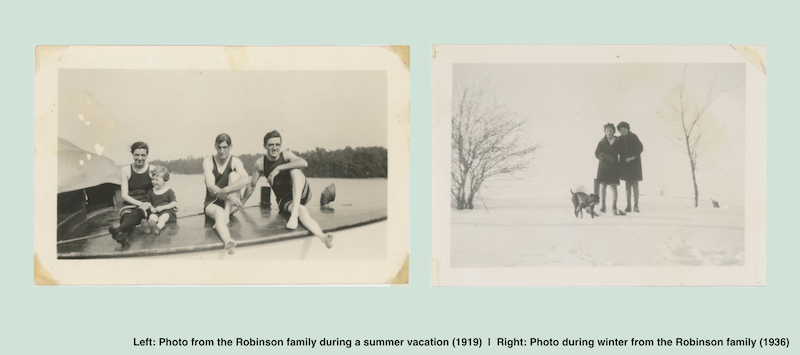 Left: Photo from the Robinson family during a summer vacation (1919)  |  Right: Photo during winter from the Robinson family (1936)